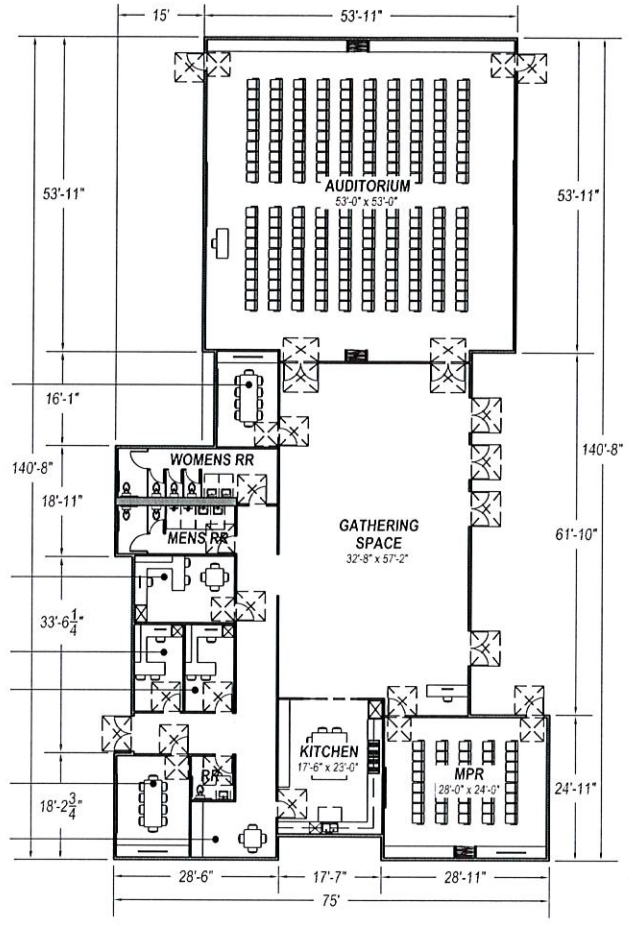 15'
53'-11"
53'-11"
AUDITORIUM
53'-0" x 53'-0"
53'-11"
16'-1"
140'-8"
WOMENS RR
18'-11"
MENS RR
GATHERING
SPACE
32'-8" x 57'-2"
140'-8"
61'-10"
33'-6 1/4"
KITCHEN
17'-6" x 23'-0"
RR
MPR
28'-0" x 24'-0"
18'-2 3/4"
24'-11"
28'-6"
17'-7"
28'-11"
75'